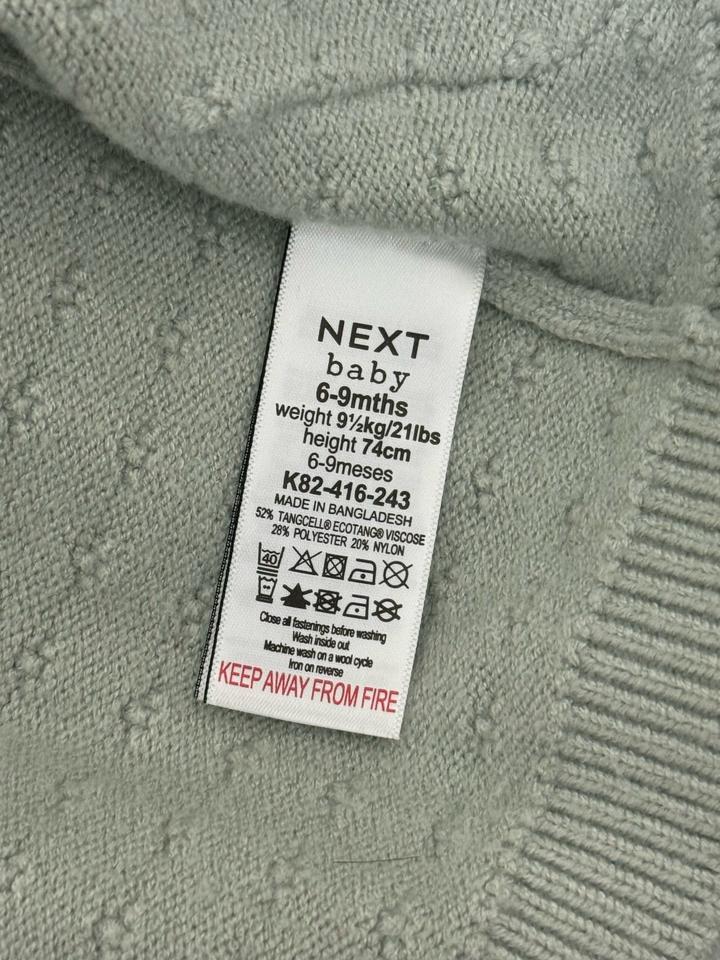 NEXT
baby
6-9mths
weight 9½kg/21lbs
height 74cm
6-9meses
K82-416-243
MADE IN BANGLADESH
52% TANGCELL® ECOTANG® VISCOSE
28% POLYESTER 20% NYLON
40
Close all fastenings before washing
Wash inside out
Machine wash on a wool cycle
Iron on reverse
KEEP AWAY FROM FIRE